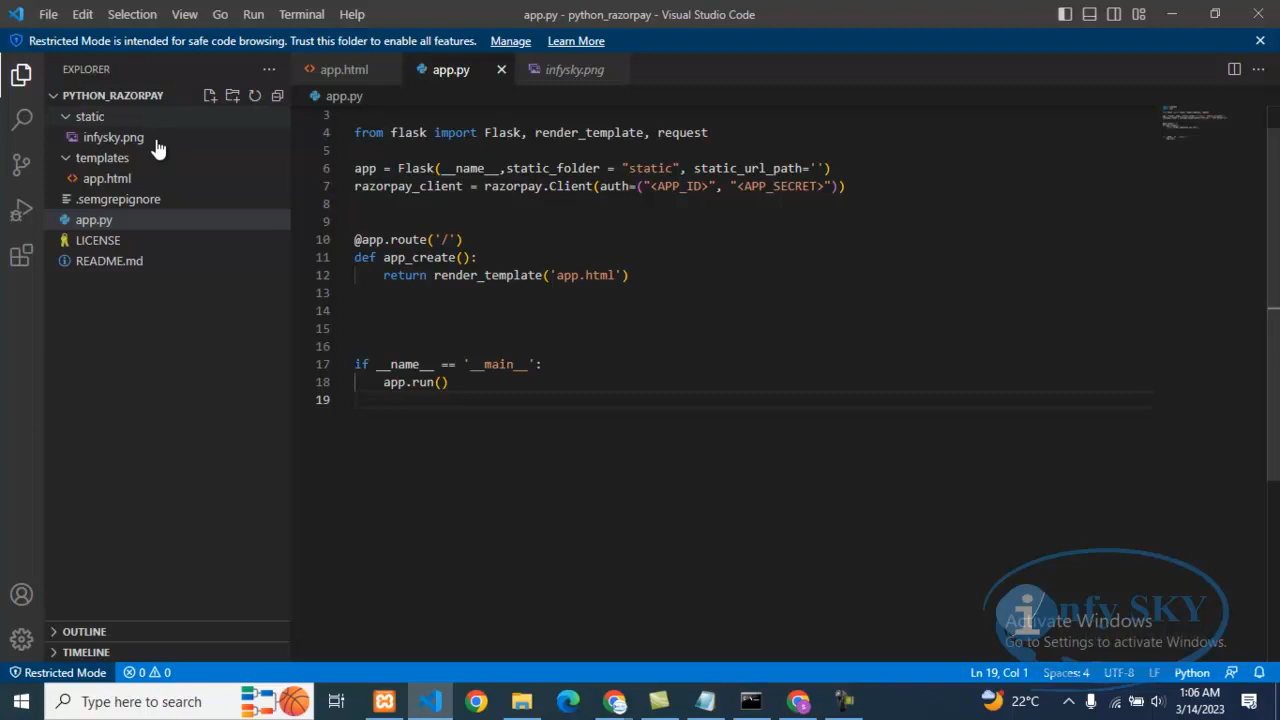 File Edit Selection View Go Run Terminal Help app.py - python_razorpay - Visual Studio Code
Restricted Mode is intended for safe code browsing. Trust this folder to enable all features. Manage Learn More
EXPLORER
app.html app.py infysky.png
PYTHON_RAZORPAY
app.py
static
infysky.png
templates
app.html
.semgrepignore
app.py
LICENSE
README.md
3
4 from flask import Flask, render_template, request
5
6 app = Flask(__name__,static_folder = "static", static_url_path='')
7 razorpay_client = razorpay.Client(auth=("<APP_ID>", "<APP_SECRET>"))
8
9
10 @app.route('/')
11 def app_create():
12 return render_template('app.html')
13
14
15
16
17 if __name__ == '__main__':
18 app.run()
19
OUTLINE
TIMELINE
infy SKY
Activate Windows
Go to Settings to activate Windows.
Restricted Mode 0 0 Ln 19, Col 1 Spaces: 4 UTF-8 LF Python
Type here to search 22°C 1:06 AM
3/14/2023